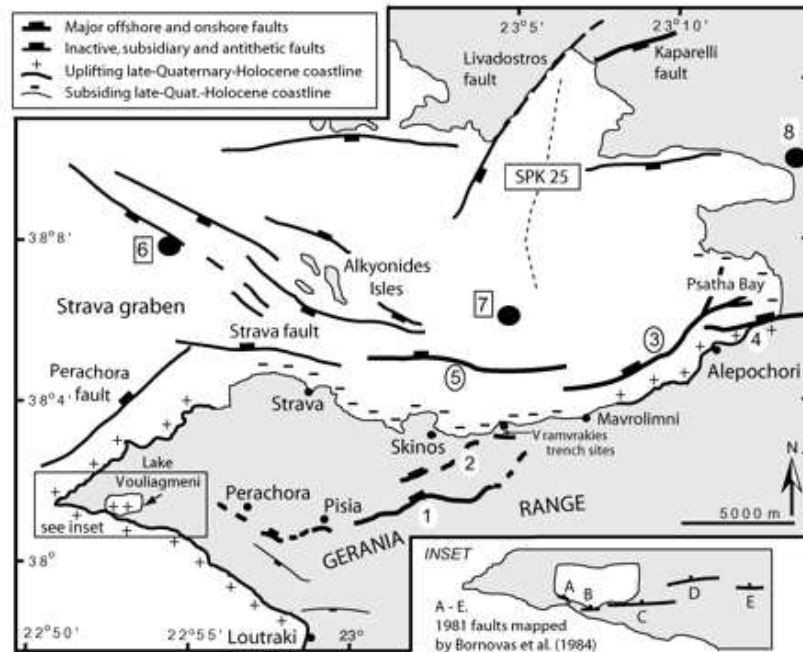 Major offshore and onshore faults
Inactive, subsidiary and antithetic faults
Uplifting late-Quaternary-Holocene coastline
Subsiding late-Quat.-Holocene coastline
23°5'
23°10'
Livadostros
fault
Kaparelli
fault
8
SPK 25
38°8'
6
Alkyonides
Isles
7
Psatha Bay
Strava graben
Strava fault
3
4
Perachora
fault
5
Alepochori
38°4'
Strava
Mavrolimni
Skinos
Vramvrakies
trench sites
2
N
Lake
Vouliagmeni
Perachora
Pisia
1
RANGE
5000 m
see inset
GERANIA
38°
INSET
A
B
C
D
E
A - E.
1981 faults mapped
by Bornovas et al. (1984)
Loutraki
22°50'
22°55'
23°